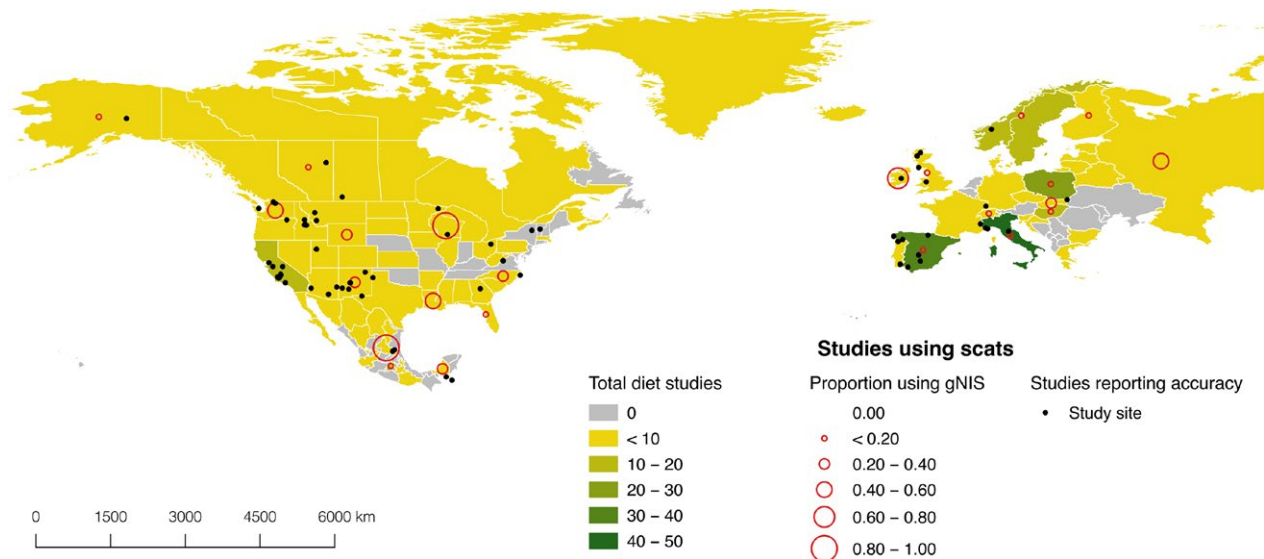 Studies using scats
Total diet studies
0
< 10
10 – 20
20 – 30
30 – 40
40 – 50
Proportion using gNIS
0.00
< 0.20
0.20 – 0.40
0.40 – 0.60
0.60 – 0.80
0.80 – 1.00
Studies reporting accuracy
Study site
0 1500 3000 4500 6000 km